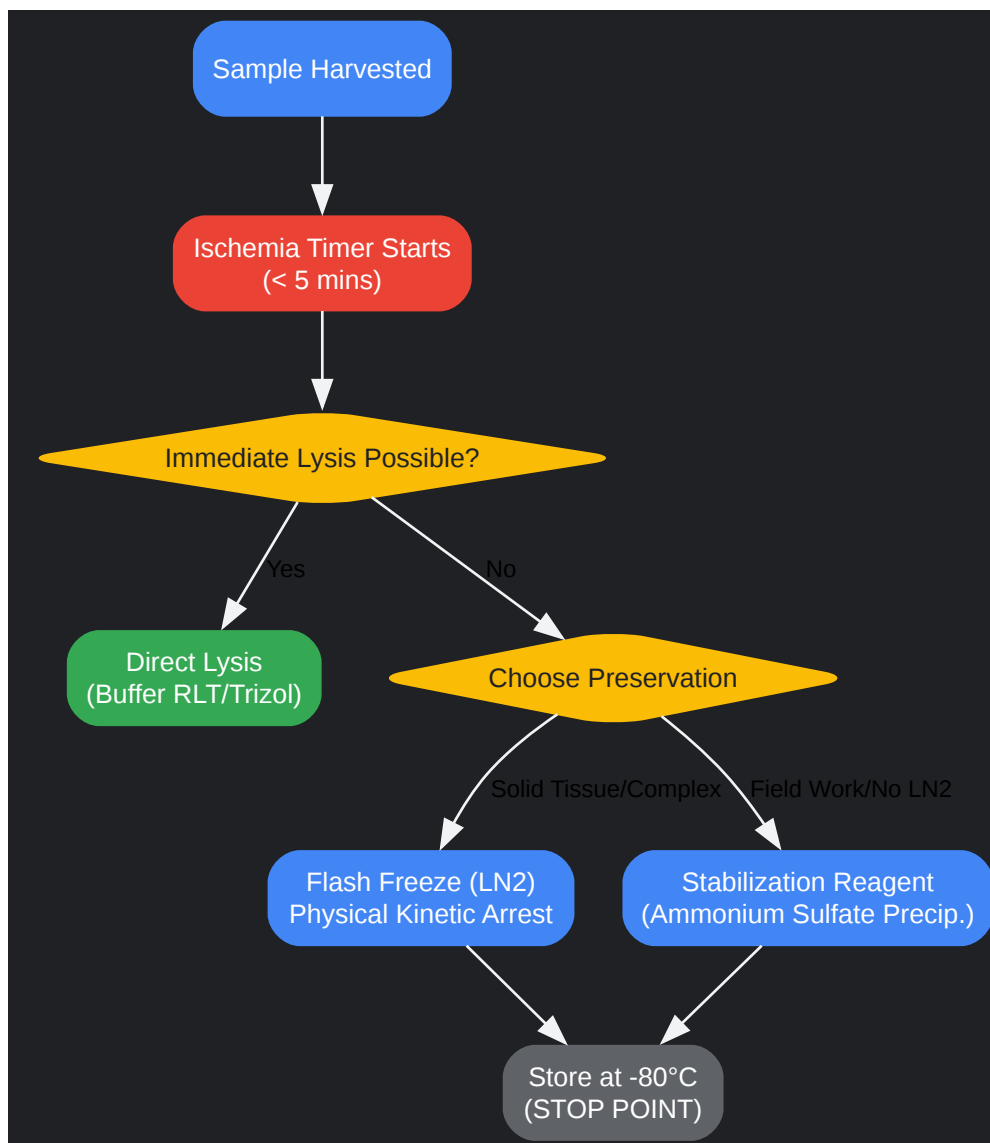 Sample Harvested
Ischemia Timer Starts
(< 5 mins)
Immediate Lysis Possible?
Yes
No
Direct Lysis
(Buffer RLT/Trizol)
Choose Preservation
Solid Tissue/Complex
Field Work/No LN2
Flash Freeze (LN2)
Physical Kinetic Arrest
Stabilization Reagent
(Ammonium Sulfate Precip.)
Store at -80°C
(STOP POINT)